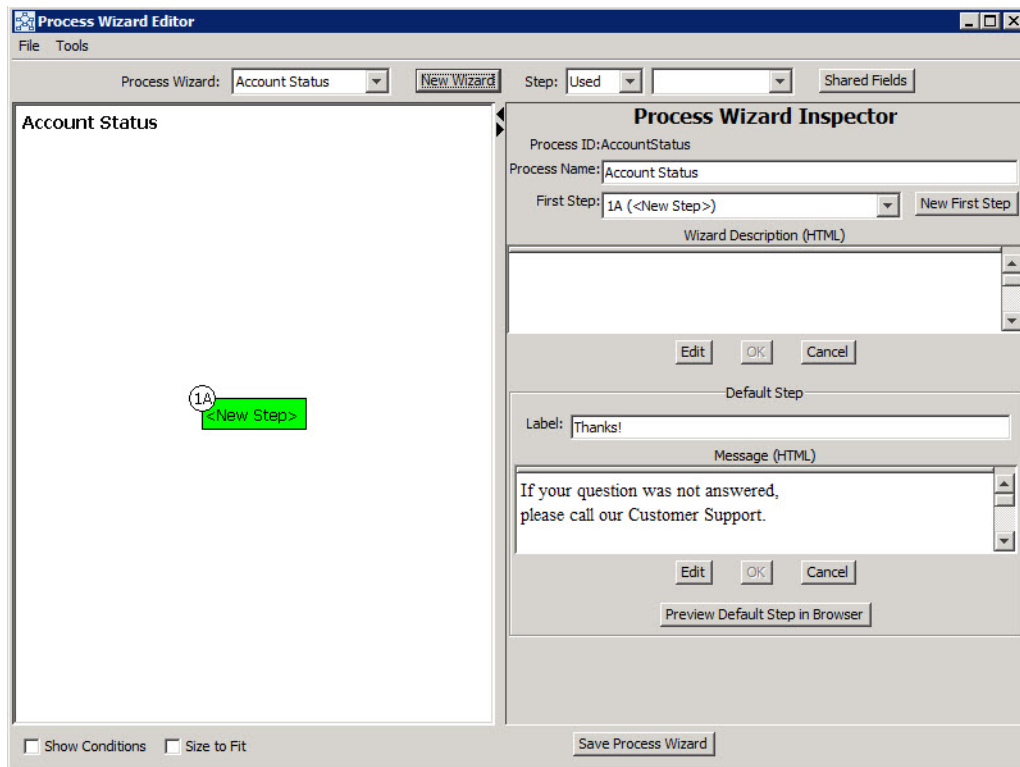 Process Wizard Editor
File Tools
Process Wizard: Account Status New Wizard Step: Used Shared Fields
Account Status
1A
<New Step>
Process Wizard Inspector
Process ID:AccountStatus
Process Name: Account Status
First Step: 1A (<New Step>) New First Step
Wizard Description (HTML)
Edit OK Cancel
Default Step
Label: Thanks!
Message (HTML)
If your question was not answered,
please call our Customer Support.
Edit OK Cancel
Preview Default Step in Browser
Show Conditions Size to Fit Save Process Wizard